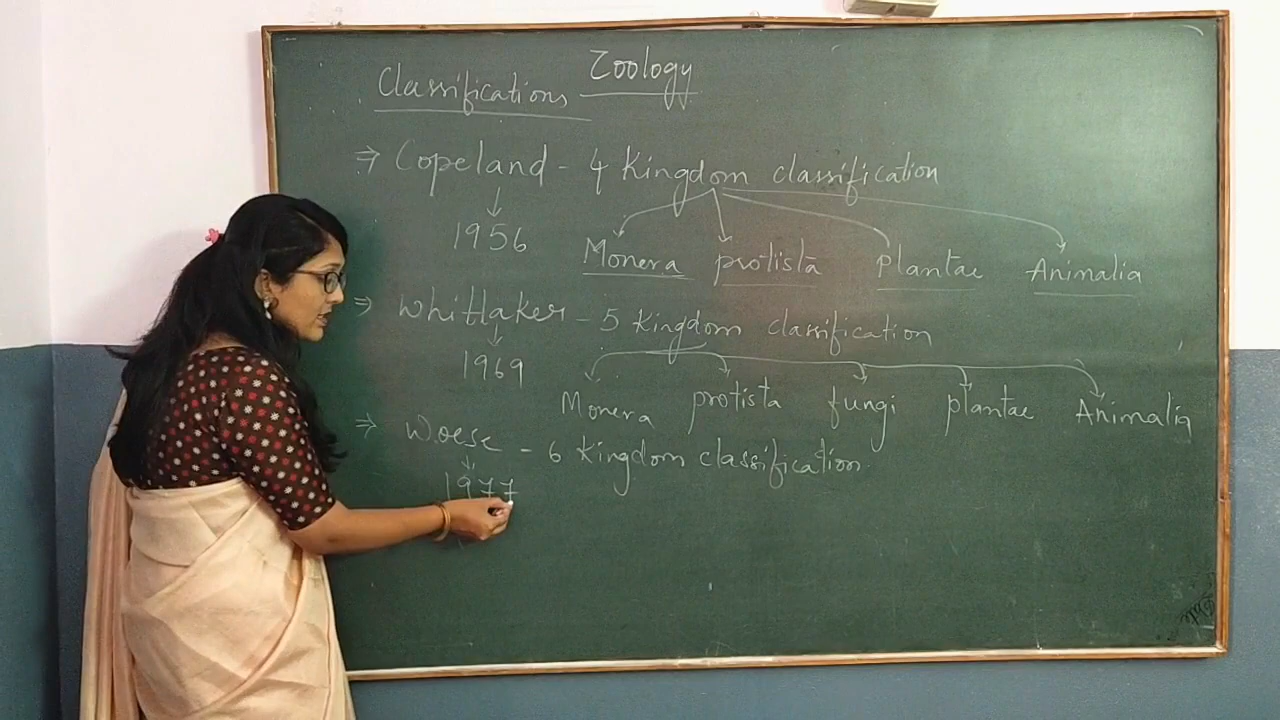 Zoology
Classifications
⇒ Copeland - 4 Kingdom classification
1956
Monera protista plantae Animalia
⇒ Whittaker - 5 Kingdom classification
1969
Monera protista fungi plantae Animalia
⇒ Woese - 6 Kingdom classification
1977